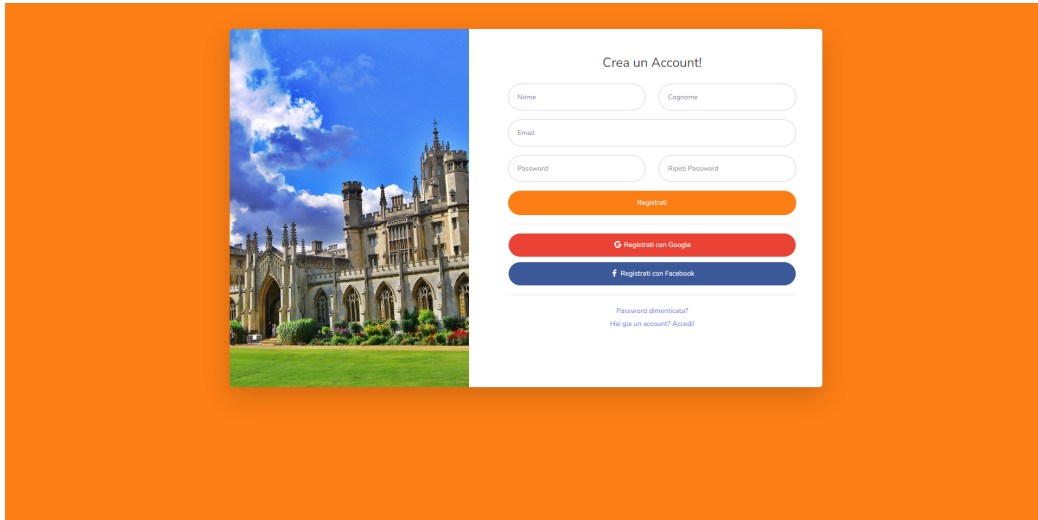 Crea un Account!
Nome Cognome
Email
Password Ripeti Password
Registrati
Registrati con Google
Registrati con Facebook
Password dimenticata?
Hai gia un account? Accedi!